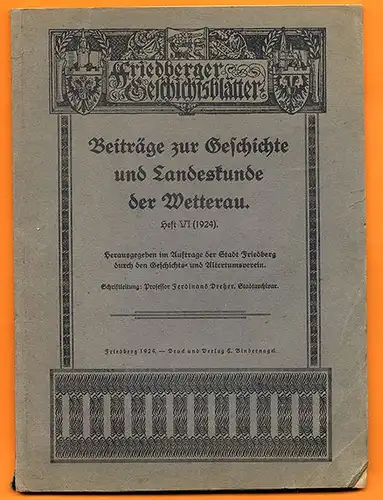 Friedberger
Geschichtsblätter
Beiträge zur Geschichte
und Landeskunde
der Wetterau.
Heft VI (1924).
Herausgegeben im Auftrage der Stadt Friedberg
durch den Geschichts- und Altertumsverein.
Schriftleitung: Professor Ferdinand Dreher, Stadtarchivar.
Friedberg 1924. — Druck und Verlag C. Bindernagel.